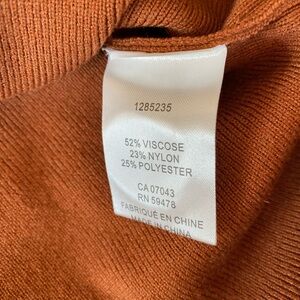 1285235
52% VISCOSE
23% NYLON
25% POLYESTER
CA 07043
RN 59478
FABRIQUÉ EN CHINE
MADE IN CHINA